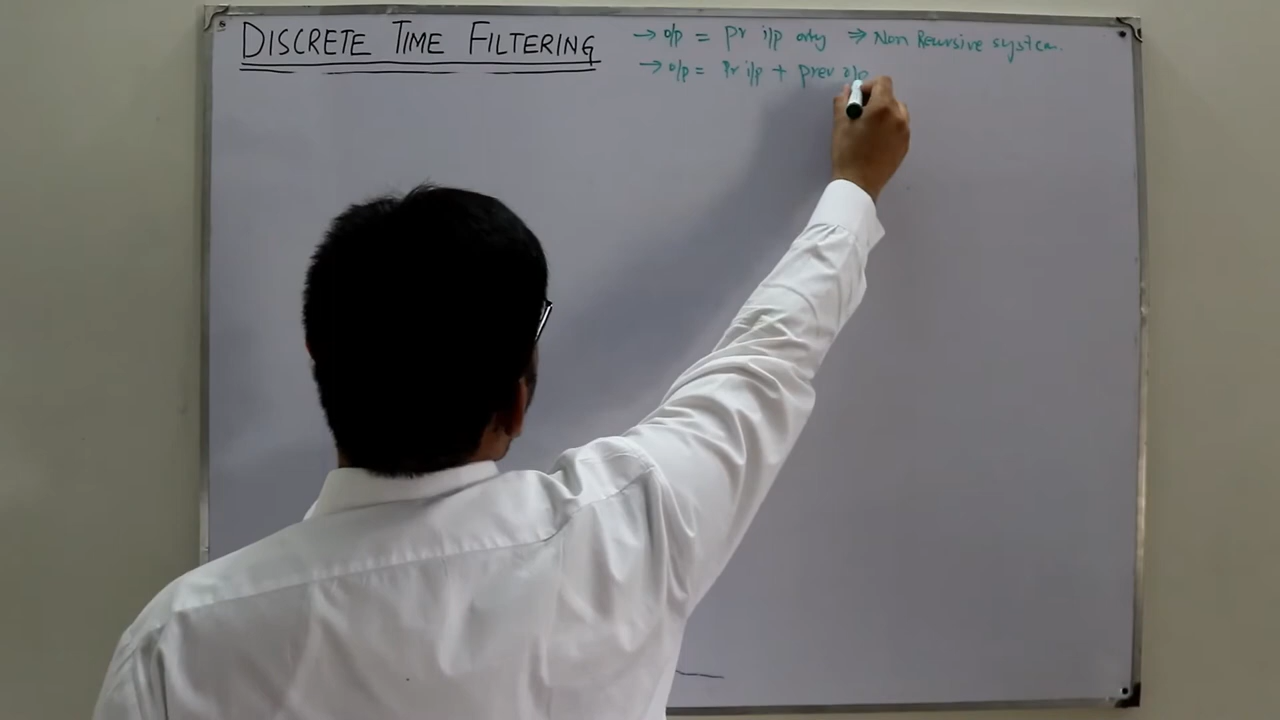 DISCRETE TIME FILTERING
→ o/p = Pr i/p only ⇒ Non Recursive system.
→ o/p = Pr i/p + prev o/p